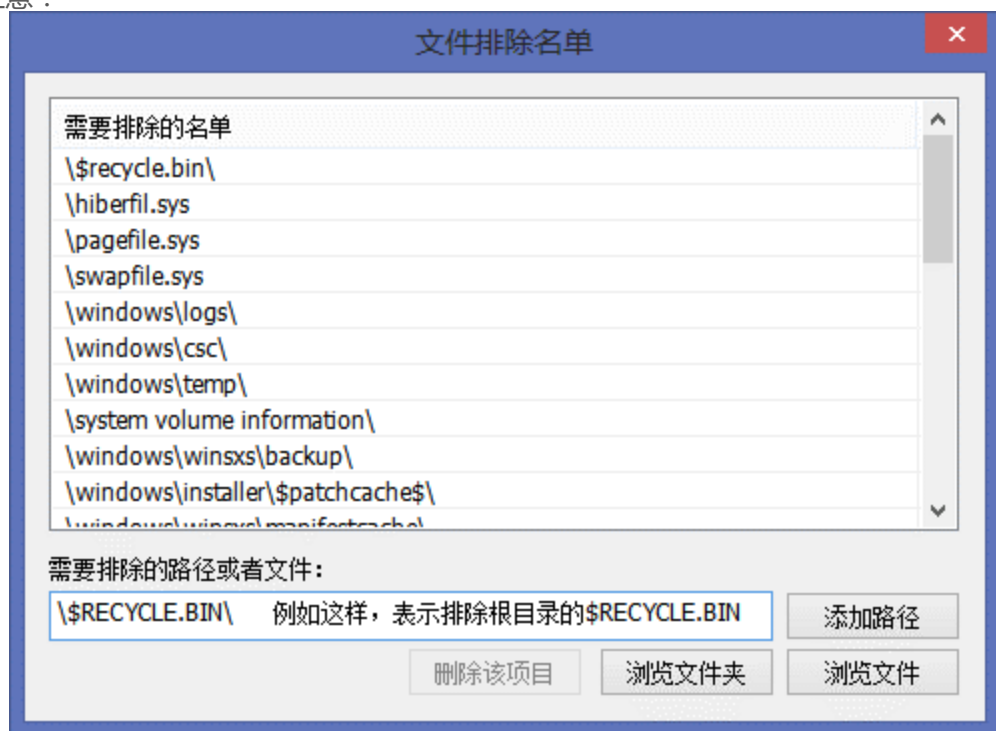 文件排除名单
需要排除的名单
\$recycle.bin\
\hiberfil.sys
\pagefile.sys
\swapfile.sys
\windows\logs\
\windows\csc\
\windows\temp\
\system volume information\
\windows\winsxs\backup\
\windows\installer\$patchcache$\
\windows\winsxs\manifestcache\
需要排除的路径或者文件：
\$RECYCLE.BIN\ 例如这样，表示排除根目录的$RECYCLE.BIN
添加路径
删除该项目 浏览文件夹 浏览文件